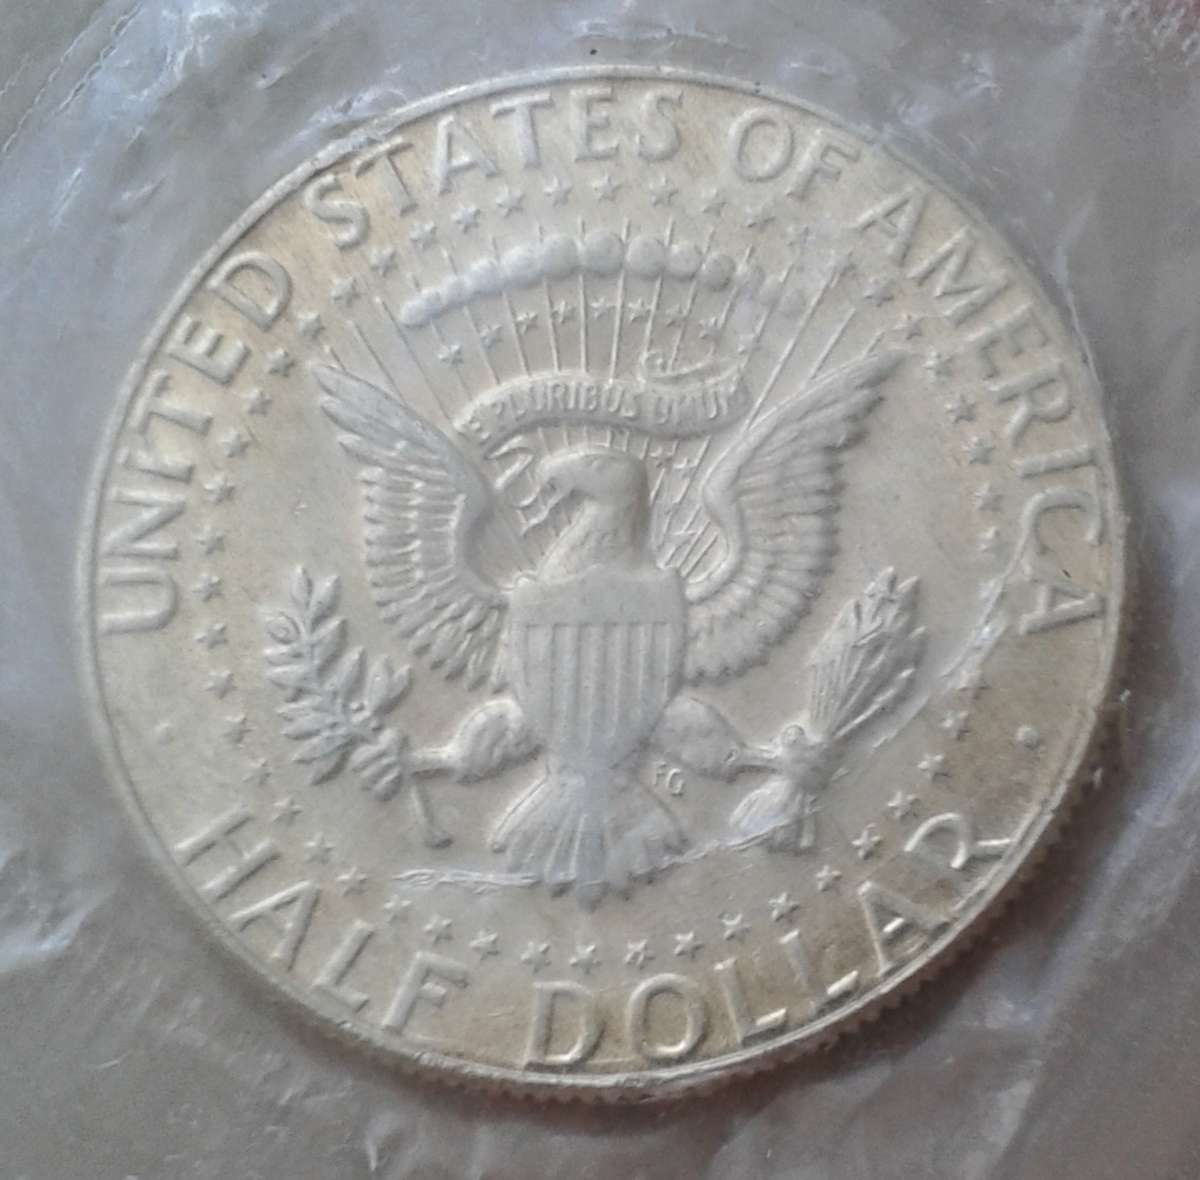 UNITED STATES OF AMERICA
E PLURIBUS UNUM
FG
HALF DOLLAR